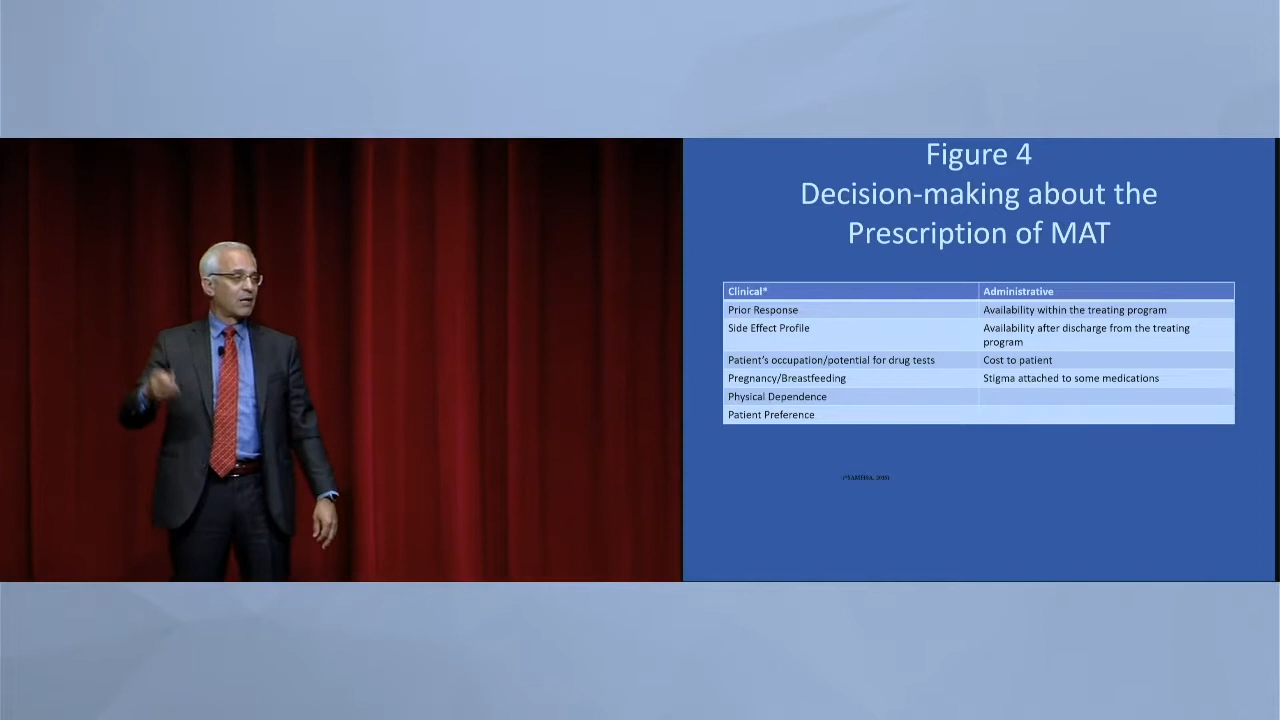 Figure 4
Decision-making about the
Prescription of MAT
Clinical* Administrative
Prior Response Availability within the treating program
Side Effect Profile Availability after discharge from the treating
program
Patient's occupation/potential for drug tests Cost to patient
Pregnancy/Breastfeeding Stigma attached to some medications
Physical Dependence
Patient Preference